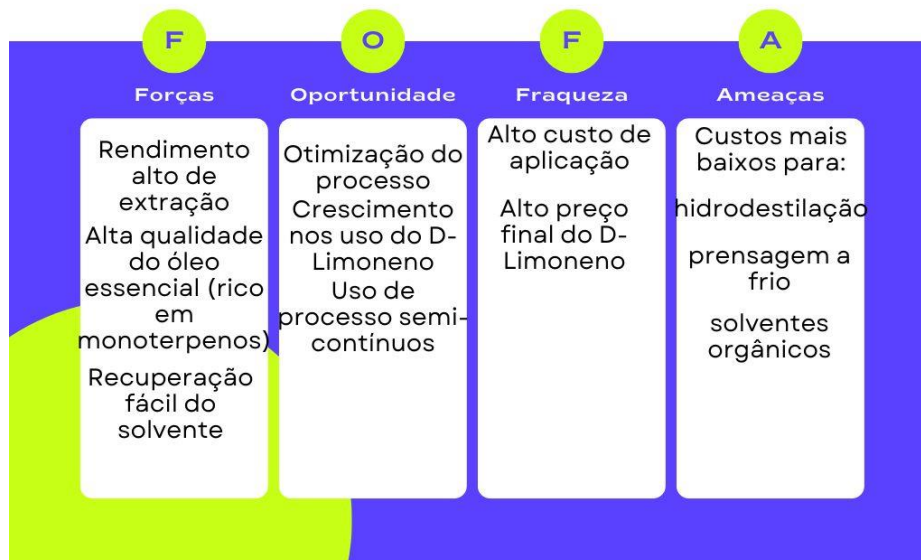 F
O
F
A
Forças
Oportunidade
Fraqueza
Ameaças
Rendimento
alto de
extração
Alta qualidade
do óleo
essencial (rico
em
monoterpenos)
Recuperação
fácil do
solvente
Otimização do
processo
Crescimento
nos uso do D-
Limoneno
Uso de
processo semi-
contínuos
Alto custo de
aplicação
Alto preço
final do D-
Limoneno
Custos mais
baixos para:
hidrodestilação
prensagem a
frio
solventes
orgânicos